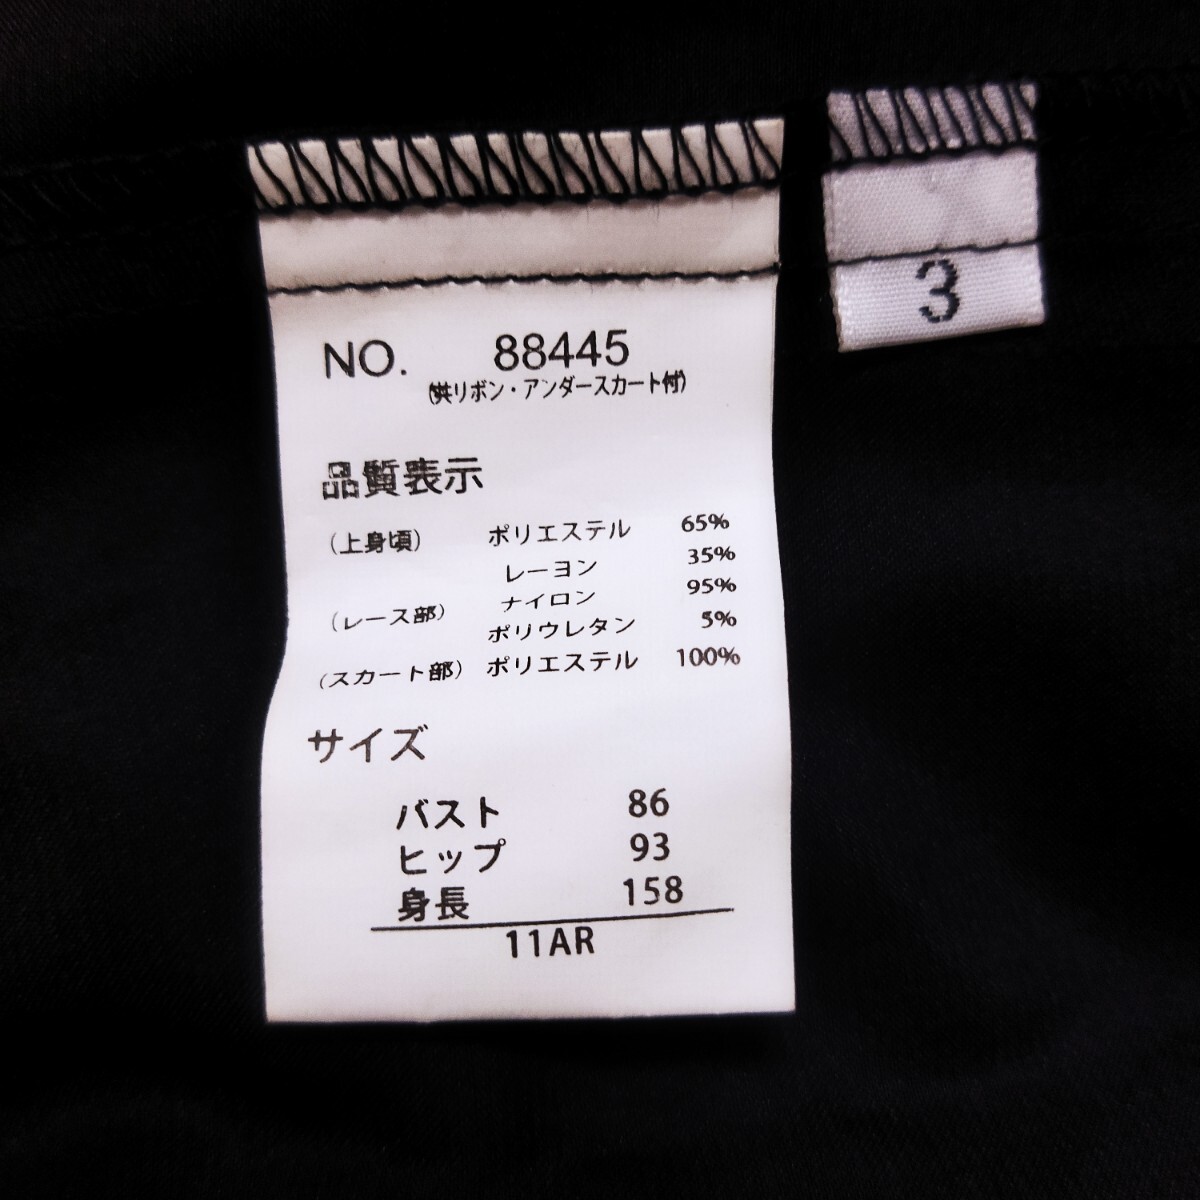 NO. 88445
(共リボン・アンダースカート付)
品質表示
(上身頃) ポリエステル 65%
レーヨン 35%
(レース部) ナイロン 95%
ポリウレタン 5%
(スカート部) ポリエステル 100%
サイズ
バスト 86
ヒップ 93
身長 158
11AR
3